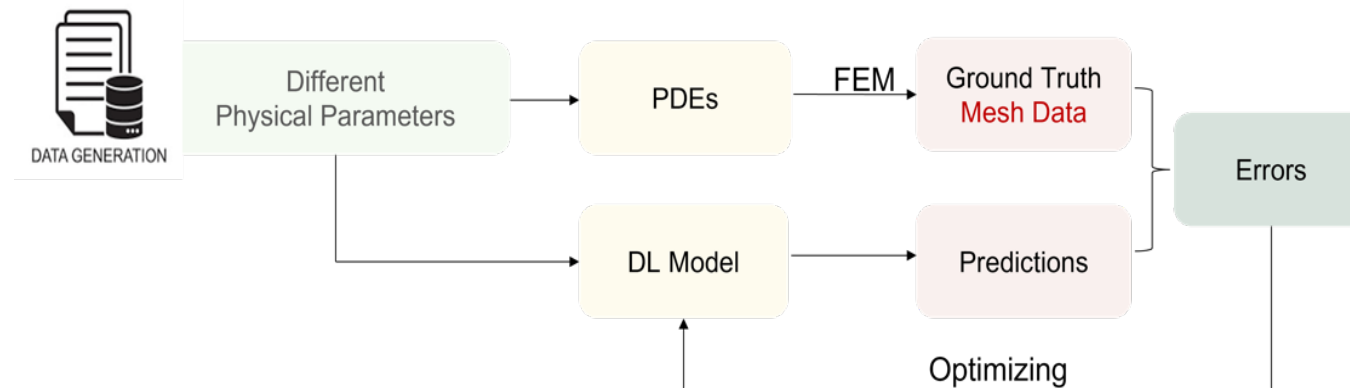 DATA GENERATION
Different
Physical Parameters
PDEs
FEM
Ground Truth
Mesh Data
Errors
DL Model
Predictions
Optimizing